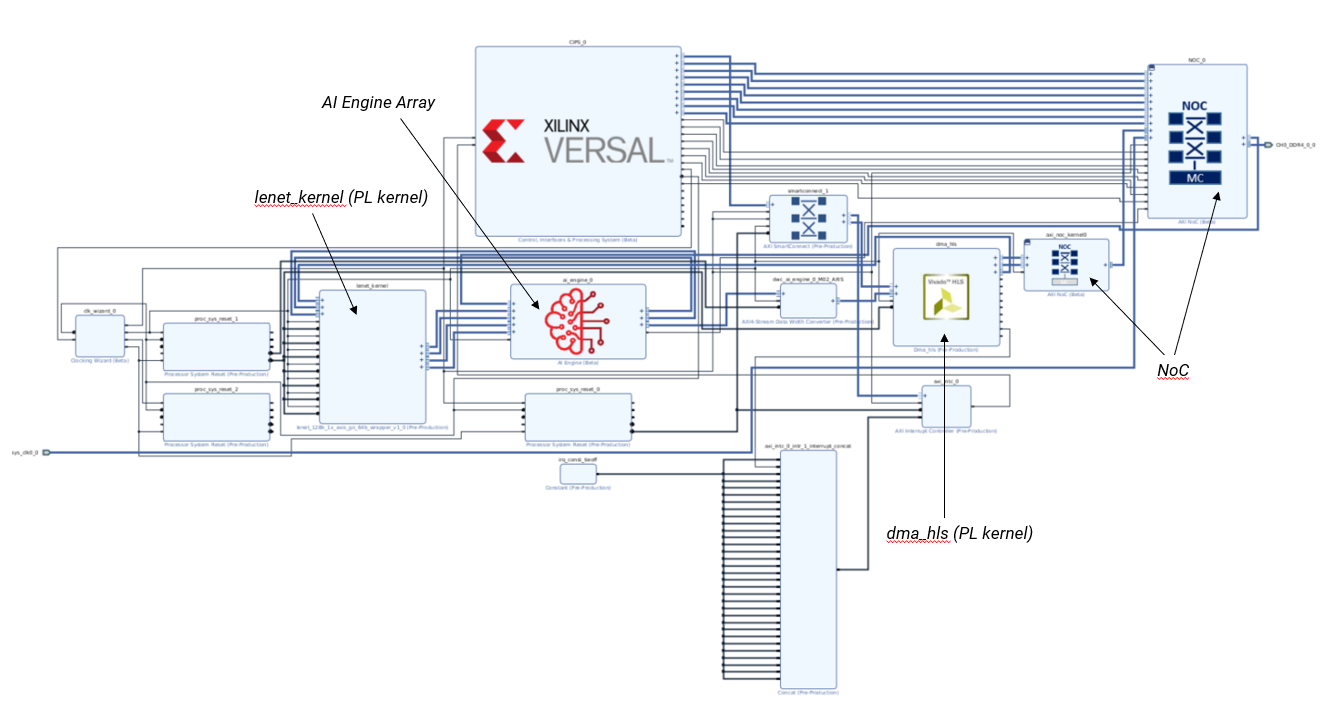 CIPS_0
XILINX
VERSAL
Control, Interfaces & Processing System (Beta)
NOC_0
NOC
MC
AXI NoC (Beta)
CH0_DDR4_0_0
AI Engine Array
lenet_kernel (PL kernel)
smartconnect_1
AXI SmartConnect (Pre-Production)
axi_noc_kernel0
NOC
AXI NoC (Beta)
dma_hls
Vivado™ HLS
Dma_hls (Pre-Production)
dwc_ai_engine_0_M02_AXIS
AXI4-Stream Data Width Converter (Pre-Production)
ai_engine_0
AI Engine (Beta)
lenet_kernel
clk_wizard_0
Clocking Wizard (Beta)
proc_sys_reset_1
Processor System Reset (Pre-Production)
proc_sys_reset_2
Processor System Reset (Pre-Production)
proc_sys_reset_0
Processor System Reset (Pre-Production)
NoC
axi_intc_0
AXI Interrupt Controller (Pre-Production)
sys_clk0_0
axi_intc_0_intr_1_interrupt_concat
Constant (Pre-Production)
dma_hls (PL kernel)
Concat (Pre-Production)